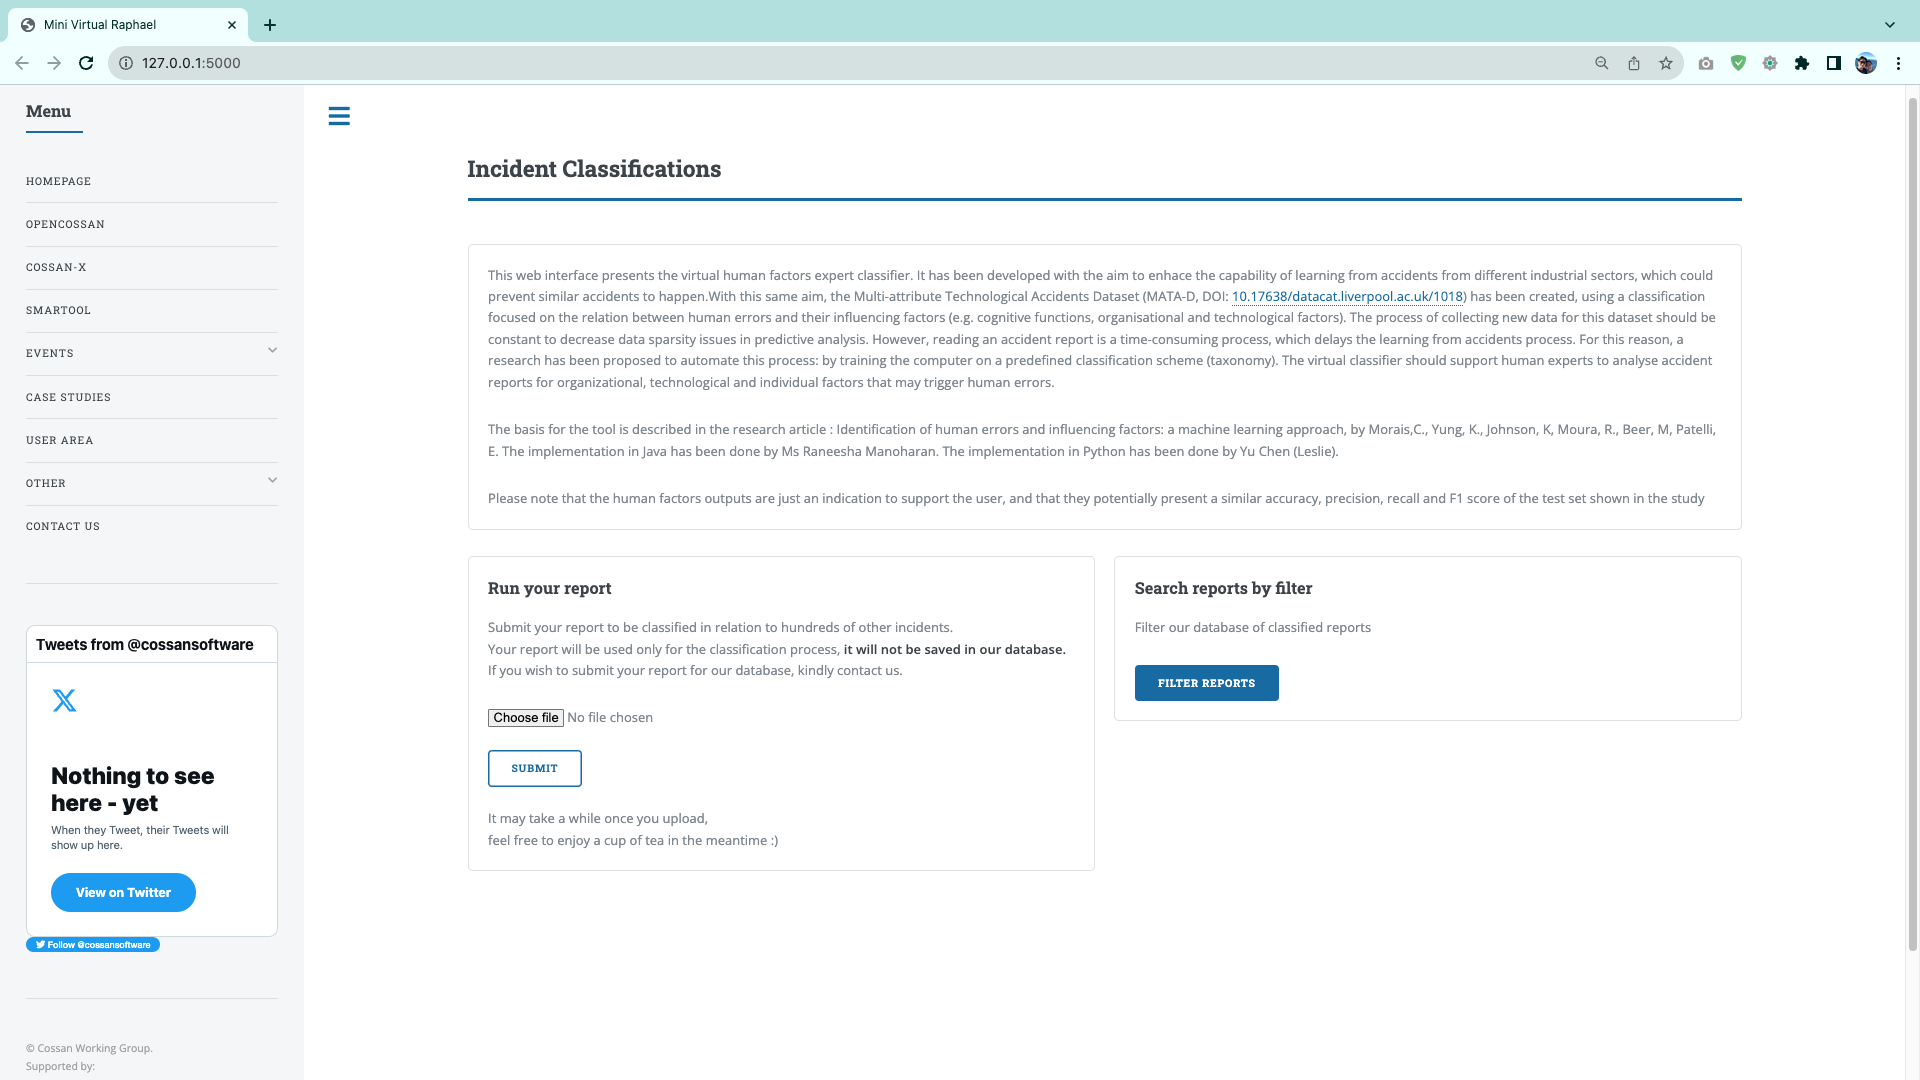 Mini Virtual Raphael
127.0.0.1:5000
Menu
HOMEPAGE
OPENCOSSAN
COSSAN-X
SMARTOOL
EVENTS
CASE STUDIES
USER AREA
OTHER
CONTACT US
Tweets from @cossansoftware
Nothing to see
here - yet
When they Tweet, their Tweets will
show up here.
View on Twitter
Follow @cossansoftware
© Cossan Working Group.
Supported by:
Incident Classifications
This web interface presents the virtual human factors expert classifier. It has been developed with the aim to enhace the capability of learning from accidents from different industrial sectors, which could
prevent similar accidents to happen.With this same aim, the Multi-attribute Technological Accidents Dataset (MATA-D, DOI: 10.17638/datacat.liverpool.ac.uk/1018) has been created, using a classification
focused on the relation between human errors and their influencing factors (e.g. cognitive functions, organisational and technological factors). The process of collecting new data for this dataset should be
constant to decrease data sparsity issues in predictive analysis. However, reading an accident report is a time-consuming process, which delays the learning from accidents process. For this reason, a
research has been proposed to automate this process: by training the computer on a predefined classification scheme (taxonomy). The virtual classifier should support human experts to analyse accident
reports for organizational, technological and individual factors that may trigger human errors.
The basis for the tool is described in the research article : Identification of human errors and influencing factors: a machine learning approach, by Morais,C., Yung, K., Johnson, K, Moura, R., Beer, M, Patelli,
E. The implementation in Java has been done by Ms Raneesha Manoharan. The implementation in Python has been done by Yu Chen (Leslie).
Please note that the human factors outputs are just an indication to support the user, and that they potentially present a similar accuracy, precision, recall and F1 score of the test set shown in the study
Run your report
Submit your report to be classified in relation to hundreds of other incidents.
Your report will be used only for the classification process, it will not be saved in our database.
If you wish to submit your report for our database, kindly contact us.
Choose file No file chosen
SUBMIT
It may take a while once you upload,
feel free to enjoy a cup of tea in the meantime :)
Search reports by filter
Filter our database of classified reports
FILTER REPORTS